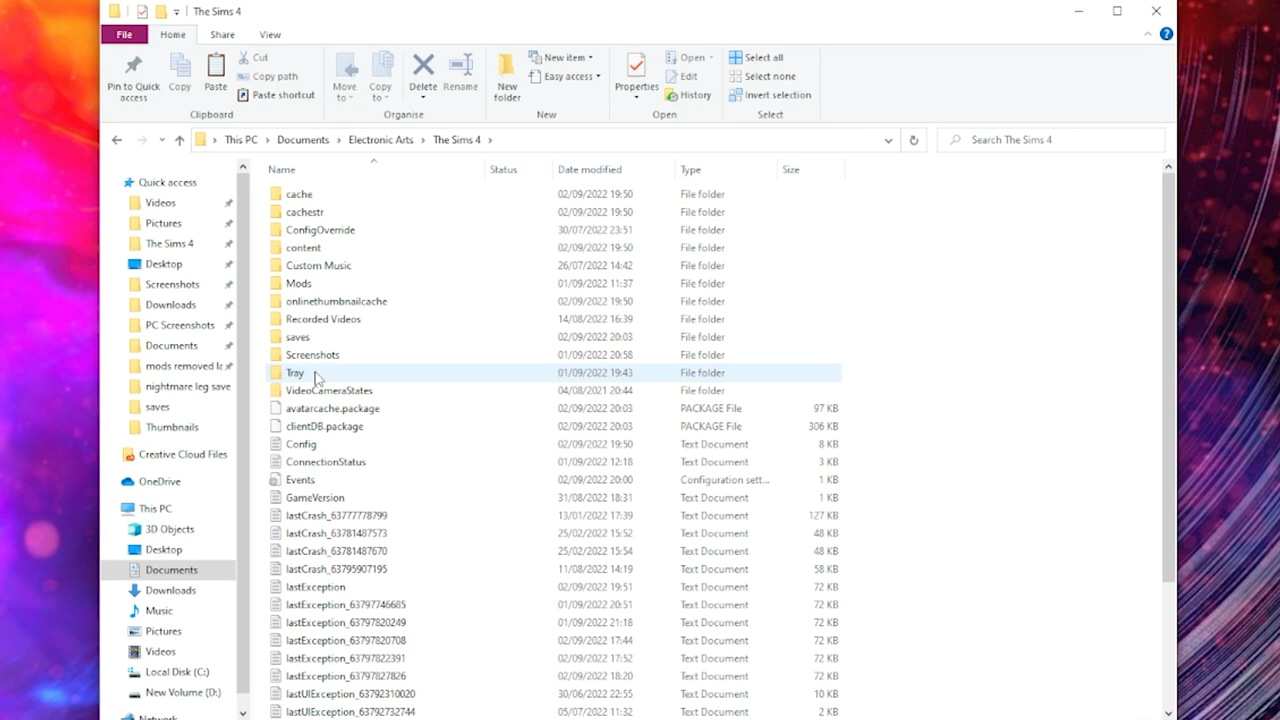 The Sims 4
File Home Share View
Pin to Quick access
Copy
Paste
Cut
Copy path
Paste shortcut
Clipboard
Move to
Copy to
Delete
Rename
Organise
New folder
New item
Easy access
New
Properties
Open
Edit
History
Open
Select all
Select none
Invert selection
Select
This PC > Documents > Electronic Arts > The Sims 4 >
Search The Sims 4
Quick access
Videos
Pictures
The Sims 4
Desktop
Screenshots
Downloads
PC Screenshots
Documents
mods removed
nightmare leg save
saves
Thumbnails
Creative Cloud Files
OneDrive
This PC
3D Objects
Desktop
Documents
Downloads
Music
Pictures
Videos
Local Disk (C:)
New Volume (D:)
Network
Name Status Date modified Type Size
cache 02/09/2022 19:50 File folder
cachestr 02/09/2022 19:50 File folder
ConfigOverride 30/07/2022 23:51 File folder
content 02/09/2022 19:50 File folder
Custom Music 26/07/2022 14:42 File folder
Mods 01/09/2022 11:37 File folder
onlinethumbnailcache 02/09/2022 19:50 File folder
Recorded Videos 14/08/2022 16:39 File folder
saves 02/09/2022 20:03 File folder
Screenshots 01/09/2022 20:58 File folder
Tray 01/09/2022 19:43 File folder
VideoCameraStates 04/08/2021 20:44 File folder
avatarcache.package 02/09/2022 20:03 PACKAGE File 97 KB
clientDB.package 02/09/2022 20:03 PACKAGE File 306 KB
Config 02/09/2022 19:50 Text Document 8 KB
ConnectionStatus 01/09/2022 12:18 Text Document 3 KB
Events 02/09/2022 20:00 Configuration sett... 1 KB
GameVersion 31/08/2022 18:31 Text Document 1 KB
lastCrash_63777778799 13/01/2022 17:39 Text Document 127 KB
lastCrash_63781487573 25/02/2022 15:52 Text Document 48 KB
lastCrash_63781487670 25/02/2022 15:54 Text Document 48 KB
lastCrash_63795907195 11/08/2022 14:19 Text Document 58 KB
lastException 02/09/2022 19:51 Text Document 72 KB
lastException_63797746685 01/09/2022 20:51 Text Document 72 KB
lastException_63797820249 01/09/2022 21:18 Text Document 72 KB
lastException_63797820708 02/09/2022 17:44 Text Document 72 KB
lastException_63797822391 02/09/2022 17:52 Text Document 72 KB
lastException_63797827826 02/09/2022 18:20 Text Document 72 KB
lastUIException_63792310020 30/06/2022 22:55 Text Document 10 KB
lastUIException_63792732744 05/07/2022 11:32 Text Document 2 KB